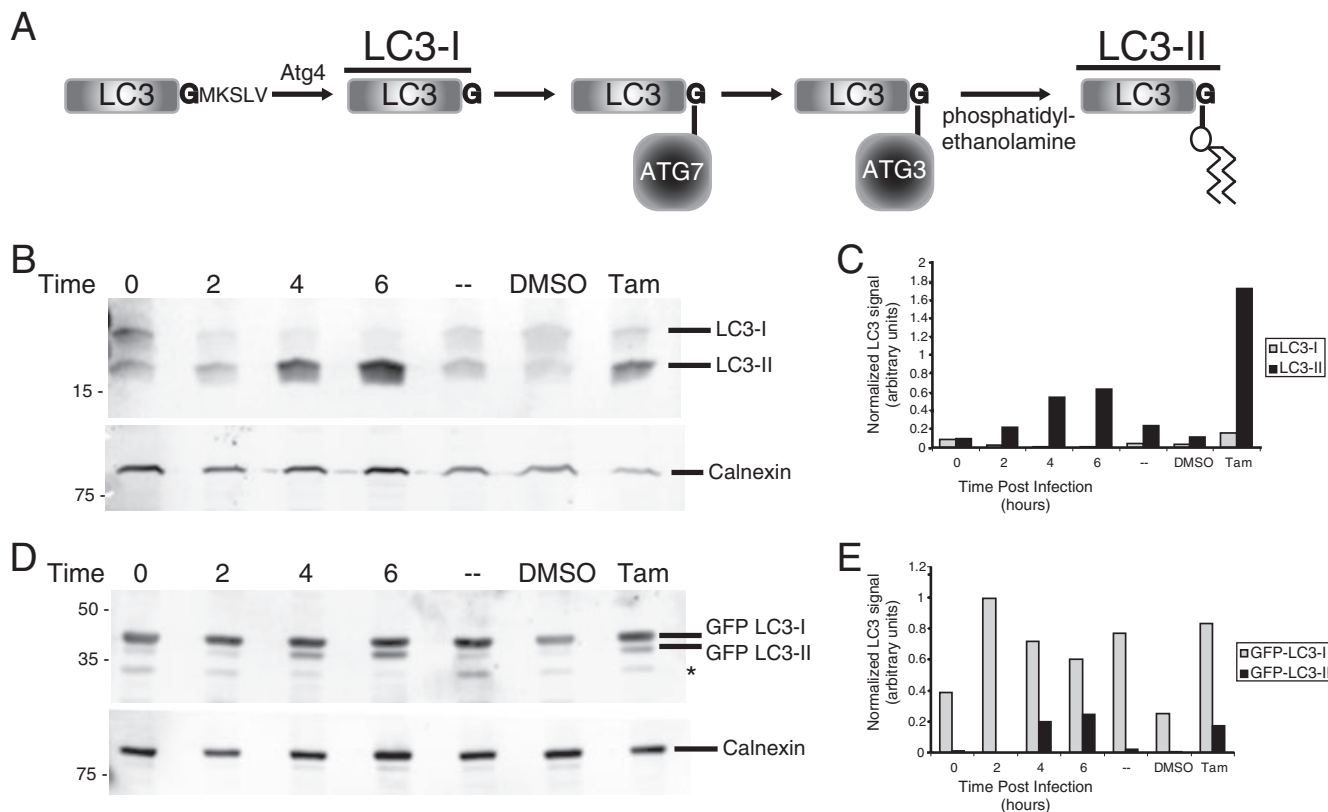 A
LC3 GMKSLV
Atg4
LC3-I
LC3 G
LC3 G
ATG7
LC3 G
ATG3
phosphatidyl-
ethanolamine
LC3-II
LC3 G
B
Time 0 2 4 6 -- DMSO Tam
LC3-I
LC3-II
15 -
Calnexin
75 -
C
Normalized LC3 signal
(arbitrary units)
2
1.8
1.6
1.4
1.2
1
0.8
0.6
0.4
0.2
0
0 2 4 6 -- DMSO Tam
Time Post Infection
(hours)
LC3-I
LC3-II
D
Time 0 2 4 6 -- DMSO Tam
50 -
GFP LC3-I
GFP LC3-II
35 -
*
Calnexin
75 -
E
Normalized LC3 signal
(arbitrary units)
1.2
1
0.8
0.6
0.4
0.2
0
0 2 4 6 -- DMSO Tam
Time Post Infection
(hours)
GFP-LC3-I
GFP-LC3-II